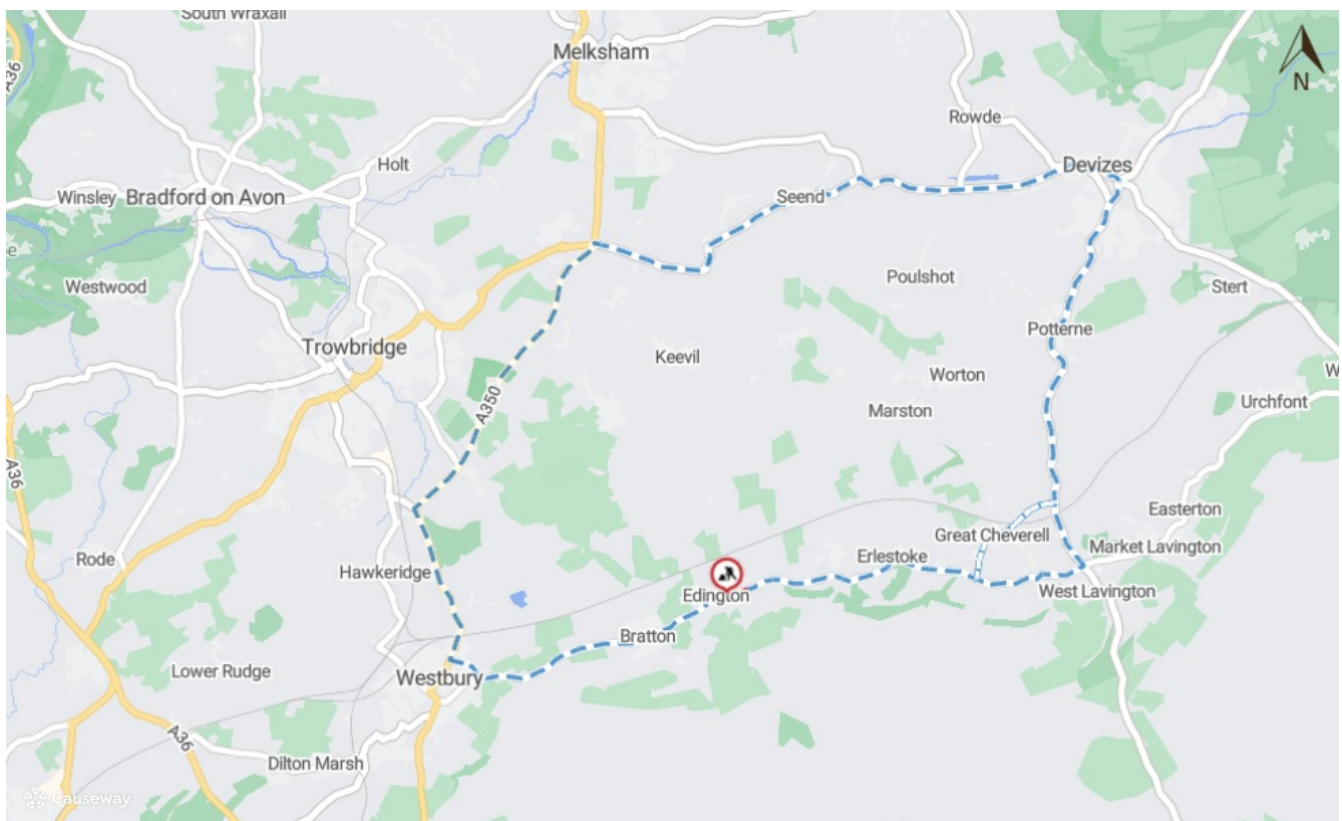 South Wraxall
Melksham
A36
N
Rowde
Devizes
Holt
Winsley
Bradford on Avon
Seend
Westwood
Poulshot
Stert
Potterne
Trowbridge
Keevil
Worton
Marston
Urchfont
A350
A36
Easterton
Great Cheverell
Market Lavington
Rode
Hawkeridge
Erlestoke
Edington
West Lavington
Bratton
Lower Rudge
Westbury
A36
Dilton Marsh
Causeway